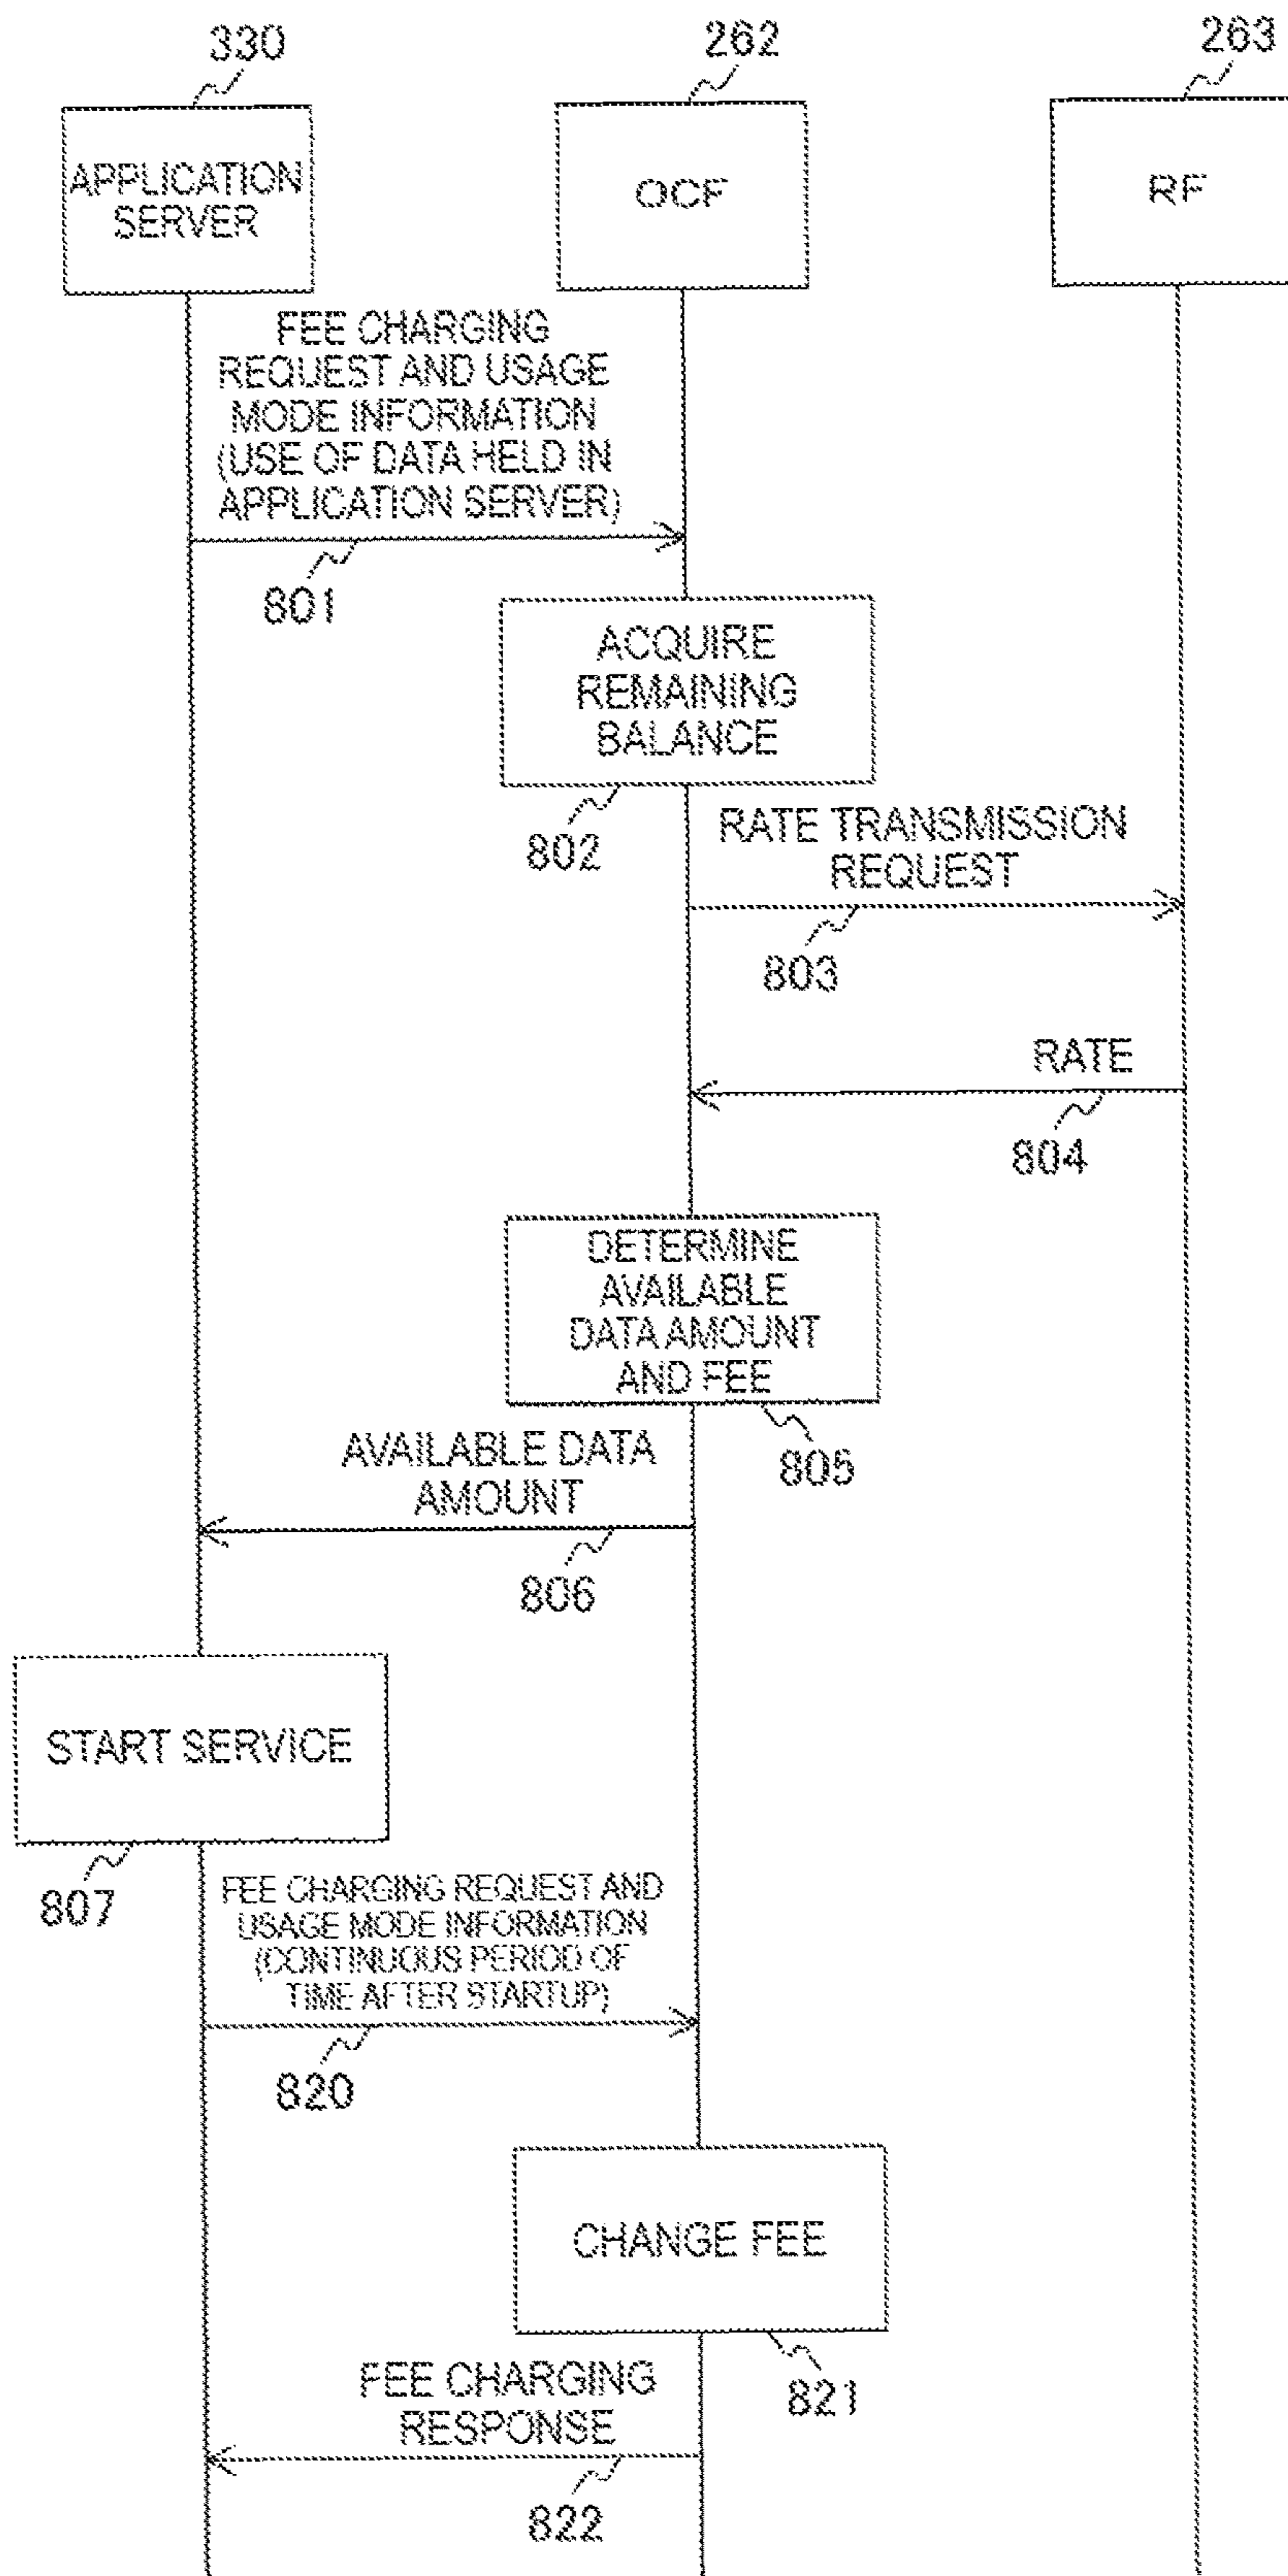 330
262
263
APPLICATION
SERVER
OCF
RF
FEE CHARGING
REQUEST AND USAGE
MODE INFORMATION
(USE OF DATA HELD IN
APPLICATION SERVER)
801
ACQUIRE
REMAINING
BALANCE
802
RATE TRANSMISSION
REQUEST
803
RATE
804
DETERMINE
AVAILABLE
DATA AMOUNT
AND FEE
805
AVAILABLE DATA
AMOUNT
806
START SERVICE
807
FEE CHARGING REQUEST AND
USAGE MODE INFORMATION
(CONTINUOUS PERIOD OF
TIME AFTER STARTUP)
820
CHANGE FEE
821
FEE CHARGING
RESPONSE
822